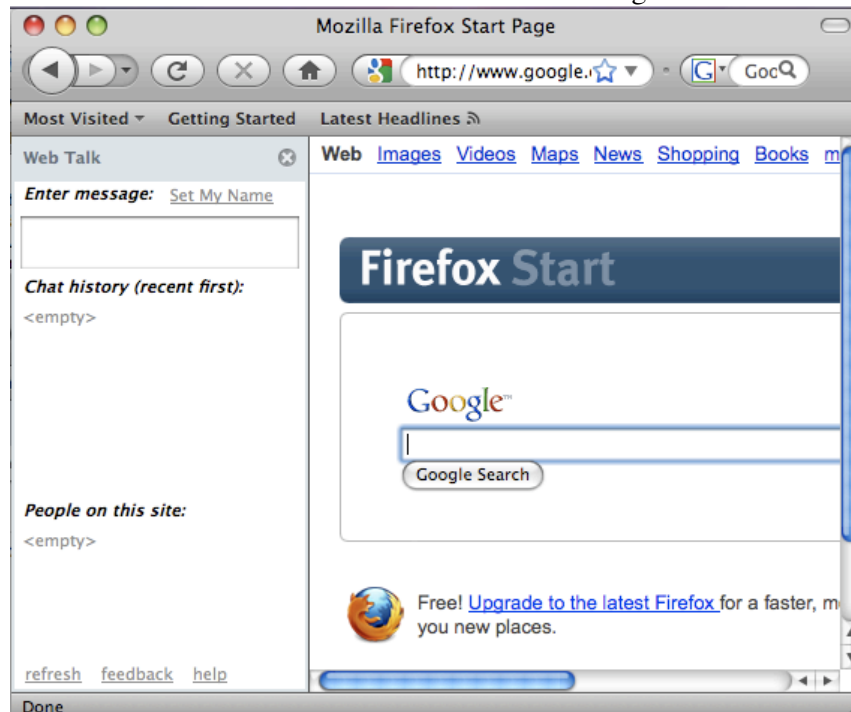 Mozilla Firefox Start Page
http://www.google.
G Goo
Most Visited Getting Started Latest Headlines
Web Talk
Enter message: Set My Name
Chat history (recent first):
<empty>
People on this site:
<empty>
refresh feedback help
Web Images Videos Maps News Shopping Books
Firefox Start
Google™
Google Search
Free! Upgrade to the latest Firefox for a faster,
you new places.
Done